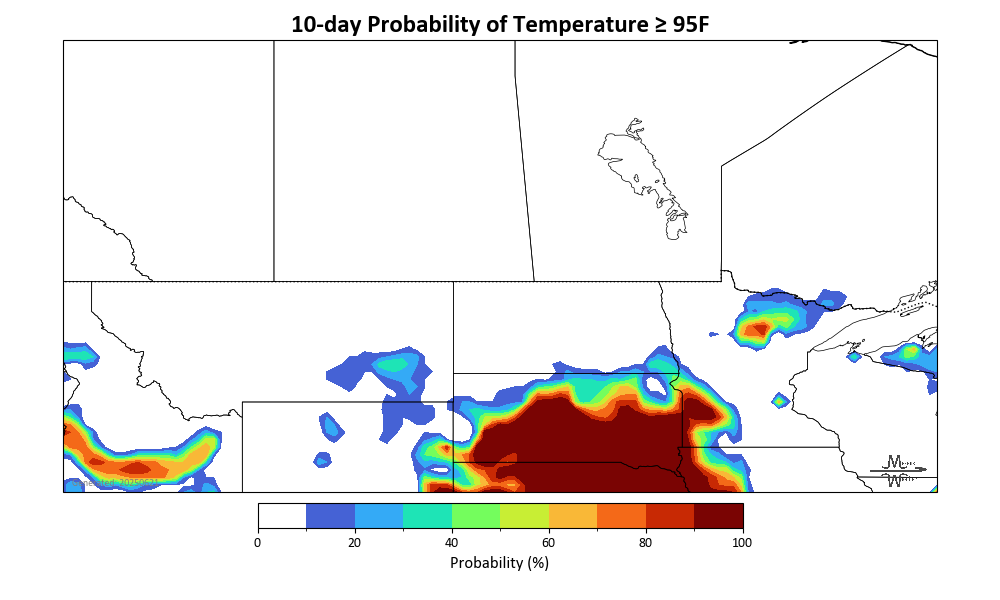 10-day Probability of Temperature ≥ 95F
M
W
0 20 40 60 80 100
Probability (%)